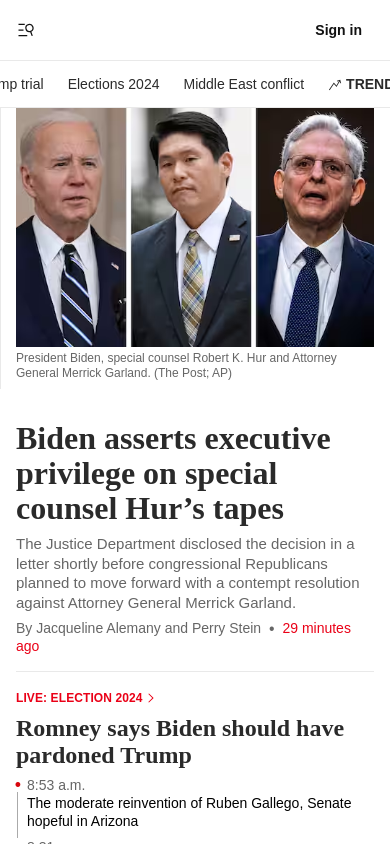 Sign in
mp trial Elections 2024 Middle East conflict TREND
President Biden, special counsel Robert K. Hur and Attorney
General Merrick Garland. (The Post; AP)
Biden asserts executive
privilege on special
counsel Hur’s tapes
The Justice Department disclosed the decision in a
letter shortly before congressional Republicans
planned to move forward with a contempt resolution
against Attorney General Merrick Garland.
By Jacqueline Alemany and Perry Stein • 29 minutes
ago
LIVE: ELECTION 2024
Romney says Biden should have
pardoned Trump
8:53 a.m.
The moderate reinvention of Ruben Gallego, Senate
hopeful in Arizona